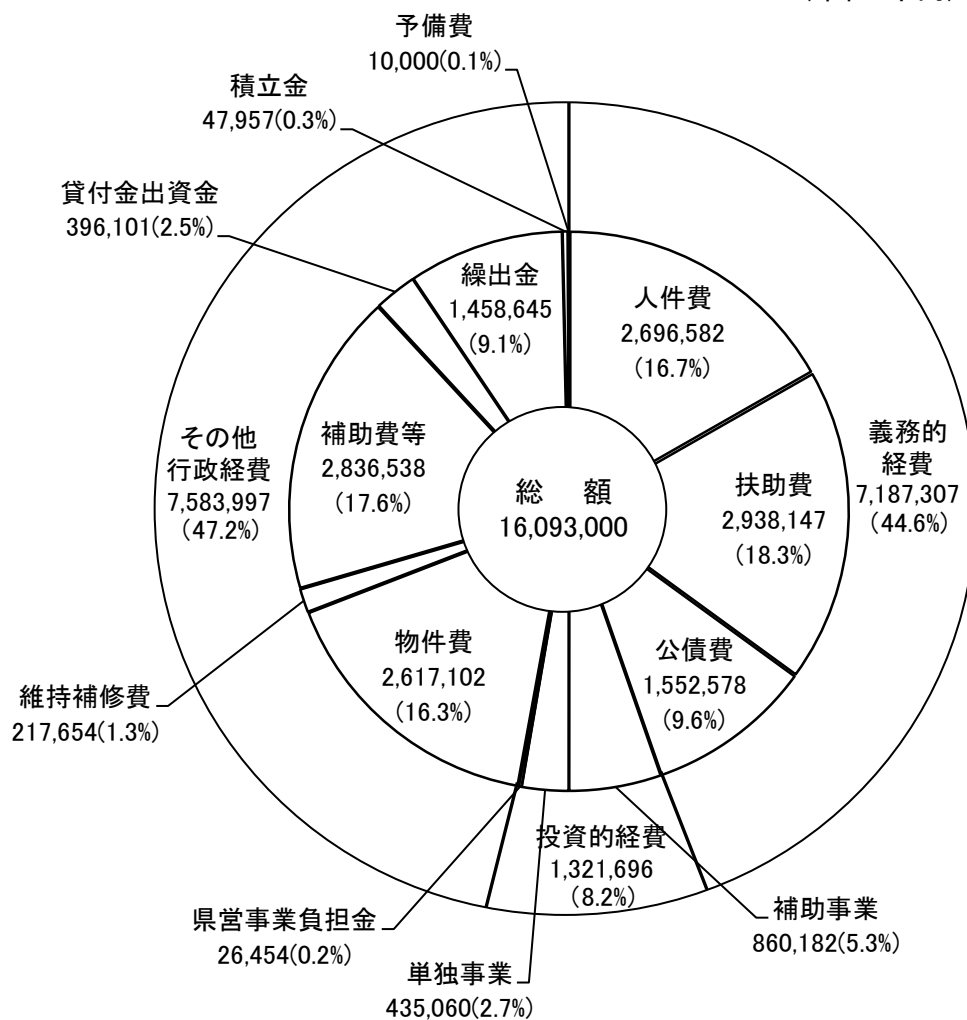 予備費
10,000(0.1%)
積立金
47,957(0.3%)
貸付金出資金
396,101(2.5%)
繰出金
1,458,645
(9.1%)
人件費
2,696,582
(16.7%)
その他
行政経費
7,583,997
(47.2%)
補助費等
2,836,538
(17.6%)
総 額
16,093,000
扶助費
2,938,147
(18.3%)
義務的
経費
7,187,307
(44.6%)
物件費
2,617,102
(16.3%)
公債費
1,552,578
(9.6%)
維持補修費
217,654(1.3%)
投資的経費
1,321,696
(8.2%)
県営事業負担金
26,454(0.2%)
補助事業
860,182(5.3%)
単独事業
435,060(2.7%)